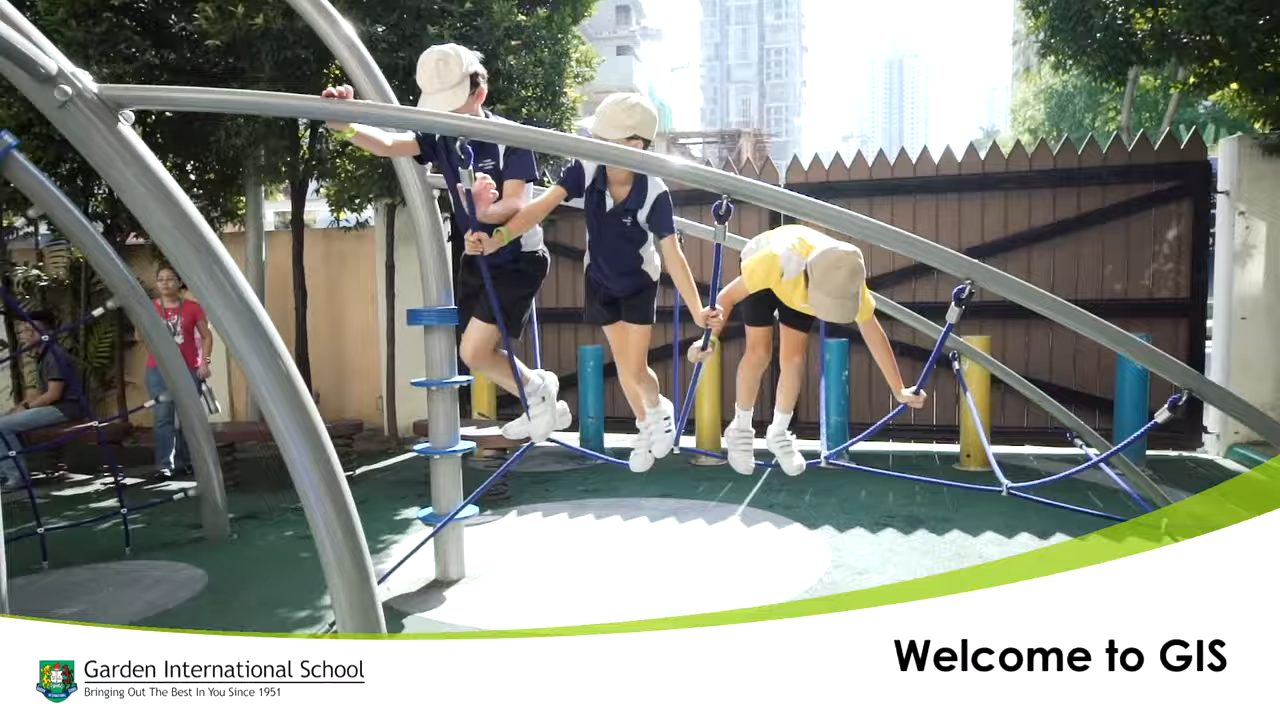 Welcome to GIS
Garden International School
Bringing Out The Best In You Since 1951